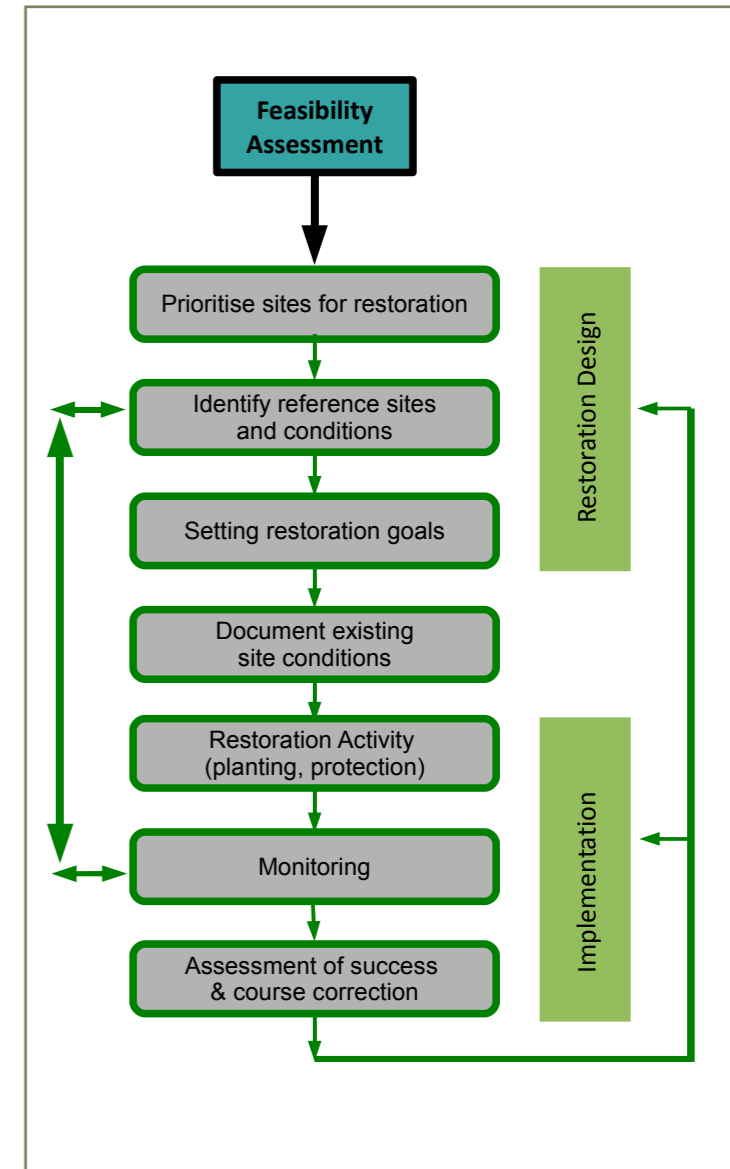 Feasibility
Assessment
Prioritise sites for restoration
Identify reference sites
and conditions
Setting restoration goals
Document existing
site conditions
Restoration Activity
(planting, protection)
Monitoring
Assessment of success
& course correction
Restoration Design
Implementation